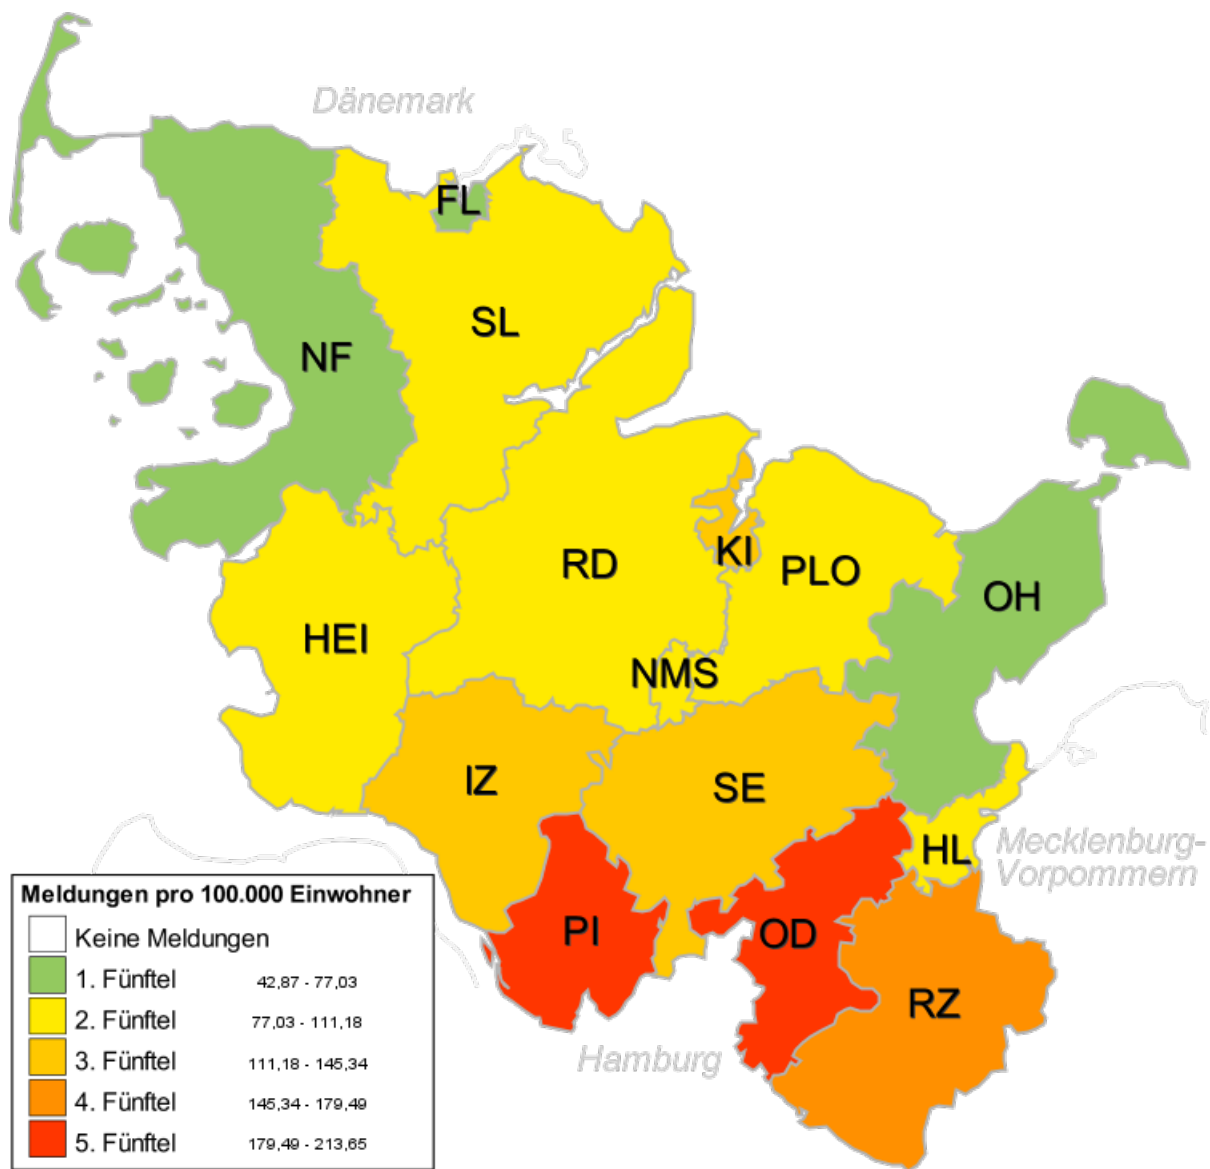 Dänemark
FL
SL
NF
RD
KI
PLO
OH
HEI
NMS
IZ
SE
HL
Mecklenburg-
Vorpommern
PI
OD
RZ
Hamburg
Meldungen pro 100.000 Einwohner
Keine Meldungen
1. Fünftel 42,87 - 77,03
2. Fünftel 77,03 - 111,18
3. Fünftel 111,18 - 145,34
4. Fünftel 145,34 - 179,49
5. Fünftel 179,49 - 213,65